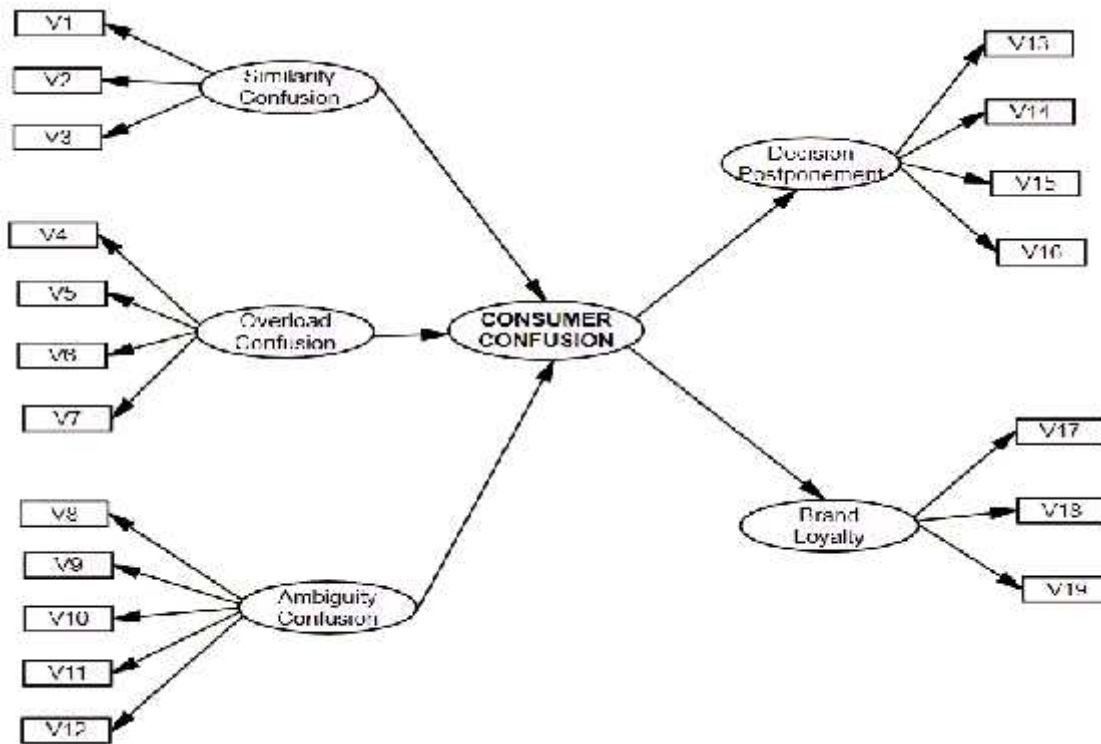 V1
V2
V3
Similarity
Confusion
V4
V5
V6
V7
Overload
Confusion
V8
V9
V10
V11
V12
Ambiguity
Confusion
CONSUMER
CONFUSION
Decision
Postponement
V13
V14
V15
V16
Brand
Loyalty
V17
V18
V19